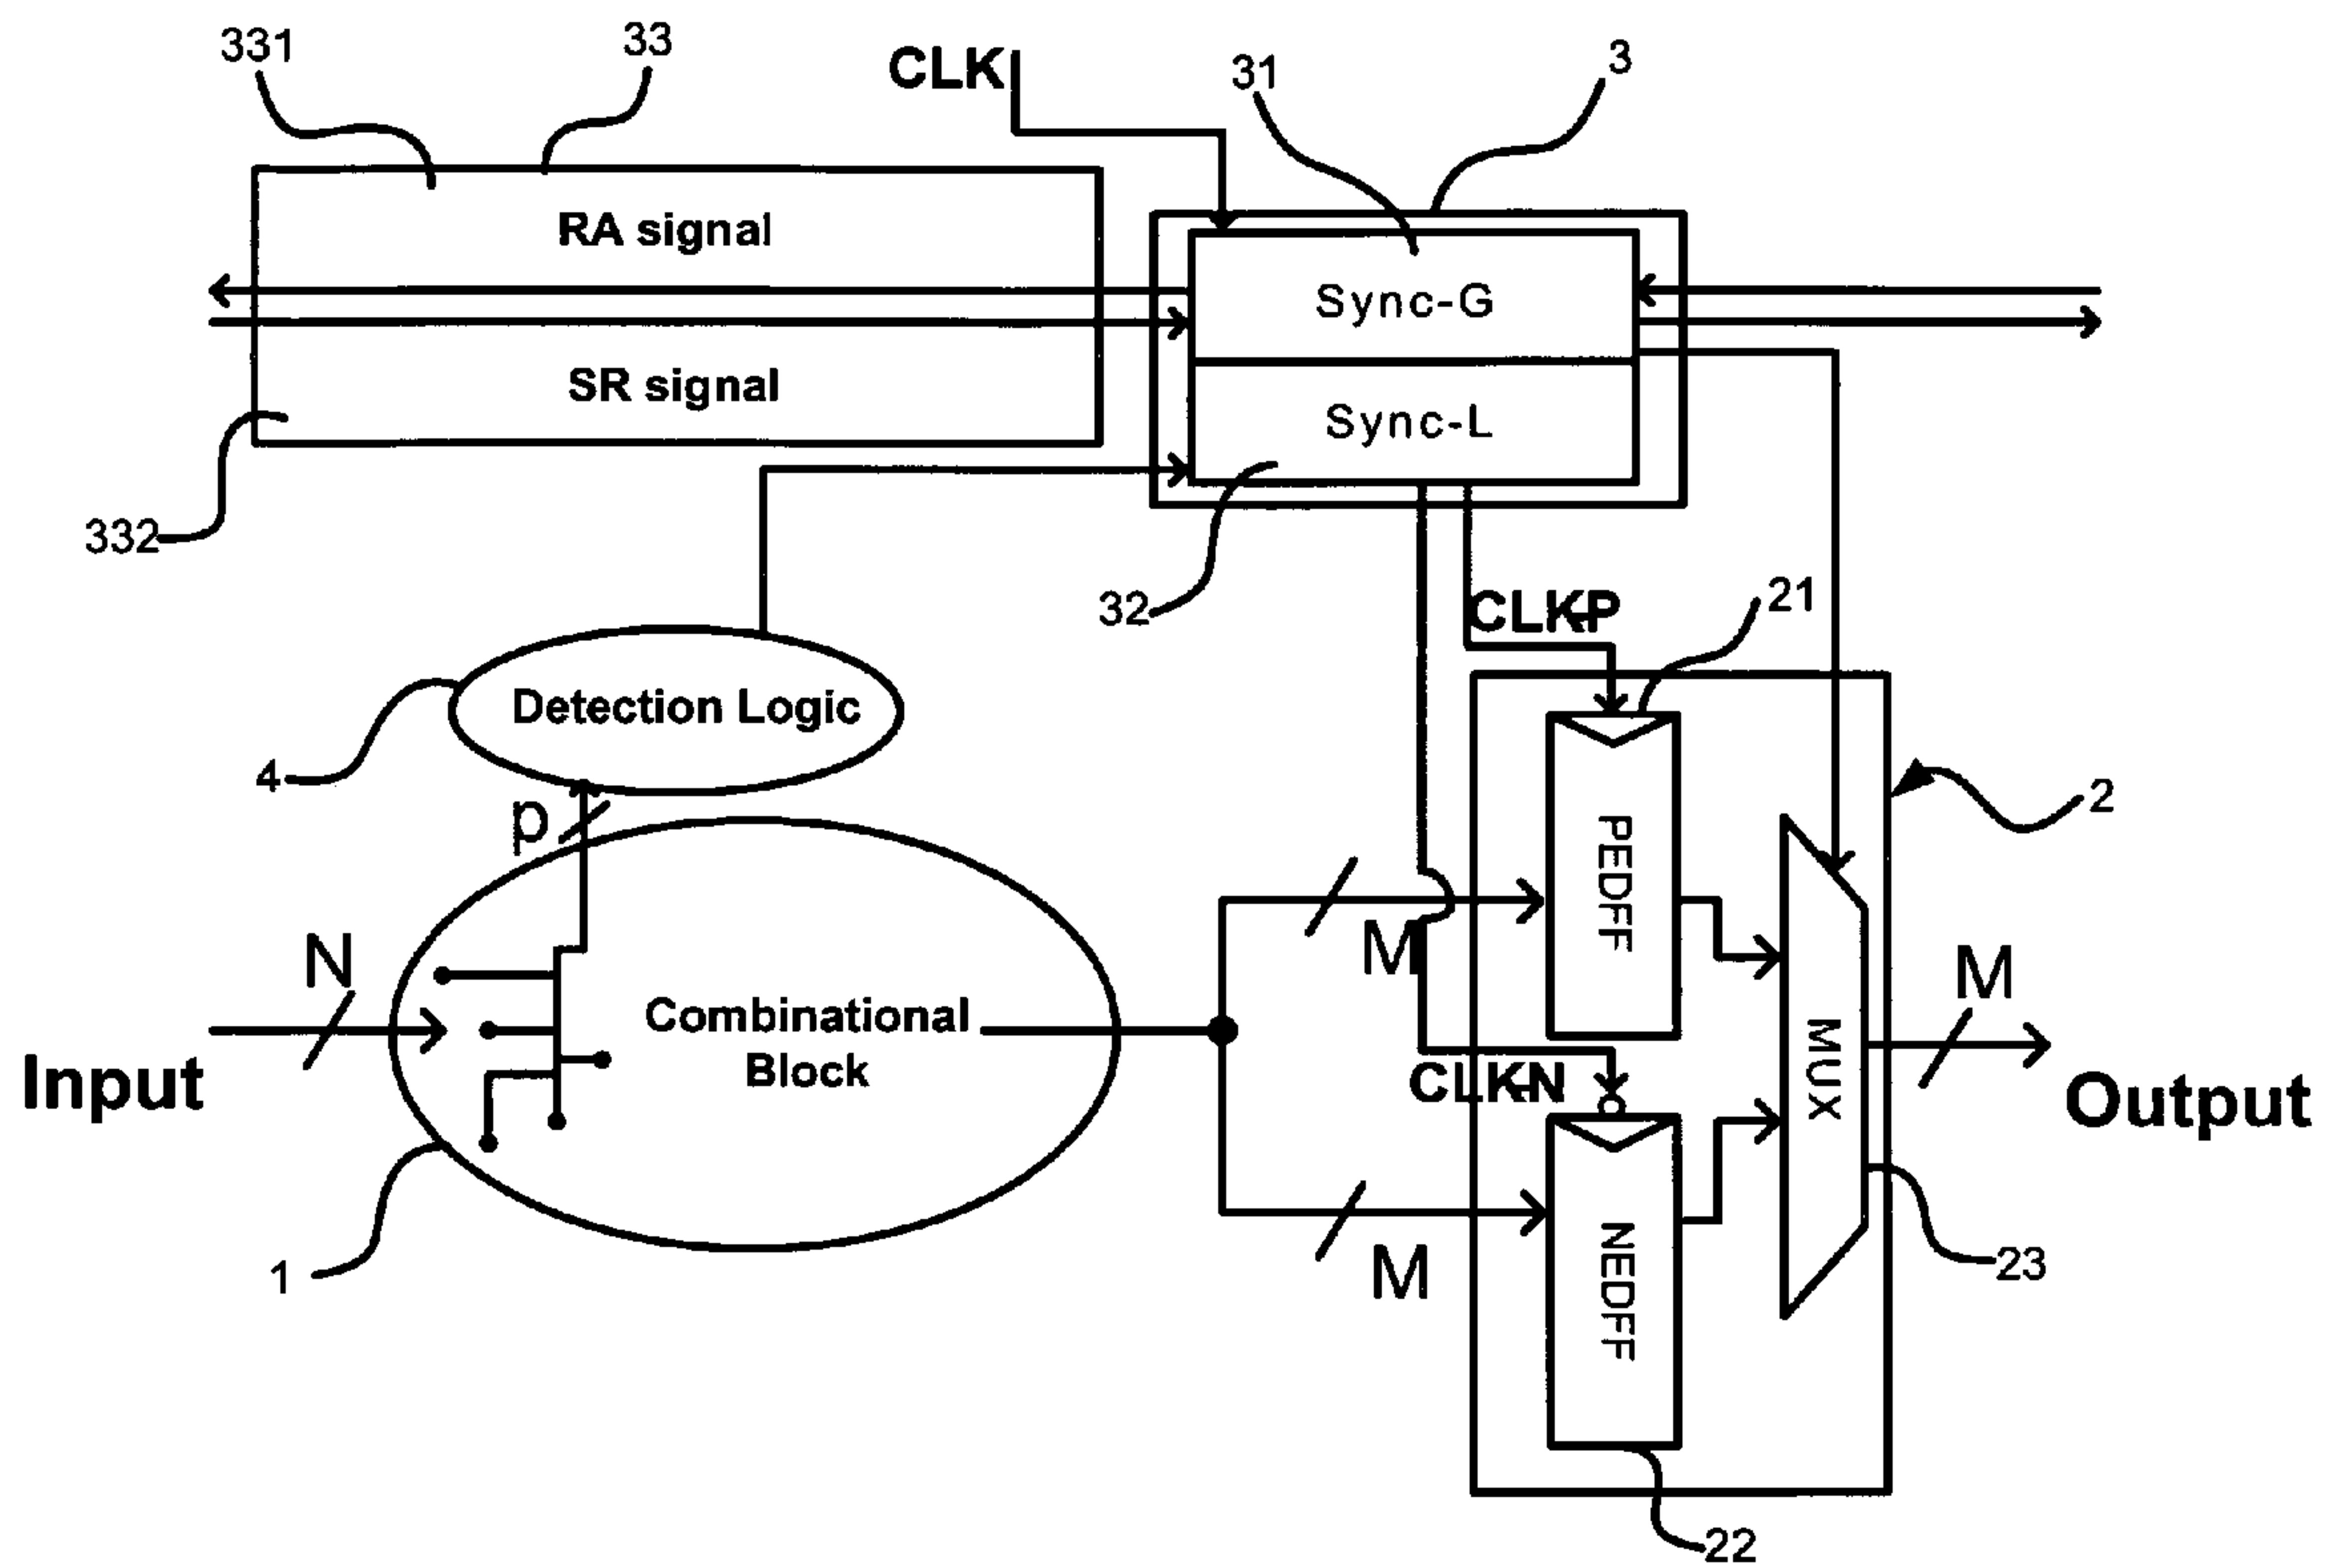 331
33
CLK
31
3
RA signal
Sync-G
SR signal
Sync-L
332
32
CLKP
21
Detection Logic
4
p
2
PEDFF
N
M
M
Combinational
Block
MUX
Input
CLKN
Output
NEDFF
M
1
23
22